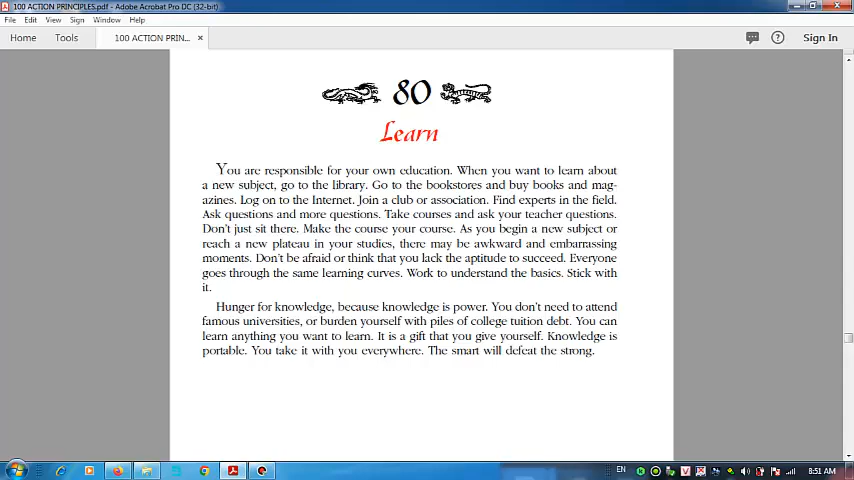 100 ACTION PRINCIPLES.pdf - Adobe Acrobat Pro DC (32-bit)
File Edit View Sign Window Help
Home Tools 100 ACTION PRIN... × Sign In
80
Learn
You are responsible for your own education. When you want to learn about
a new subject, go to the library. Go to the bookstores and buy books and mag-
azines. Log on to the Internet. Join a club or association. Find experts in the field.
Ask questions and more questions. Take courses and ask your teacher questions.
Don't just sit there. Make the course your course. As you begin a new subject or
reach a new plateau in your studies, there may be awkward and embarrassing
moments. Don't be afraid or think that you lack the aptitude to succeed. Everyone
goes through the same learning curves. Work to understand the basics. Stick with
it.
Hunger for knowledge, because knowledge is power. You don't need to attend
famous universities, or burden yourself with piles of college tuition debt. You can
learn anything you want to learn. It is a gift that you give yourself. Knowledge is
portable. You take it with you everywhere. The smart will defeat the strong.
EN 8:51 AM